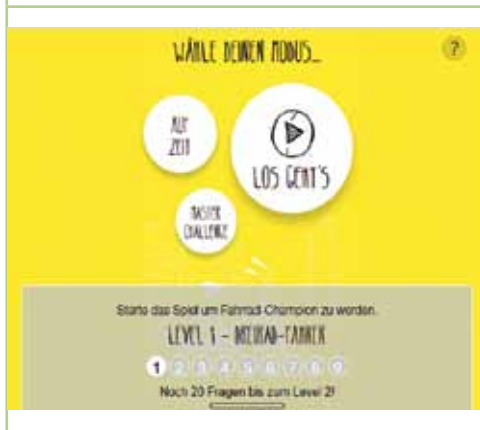 WÄHLE DEINEN MODUS...
?
AUF
ZEIT
LOS GEHT'S
MASTER
CHALLENGE
Starte das Spiel um Fahrrad-Champion zu werden.
LEVEL 1 - DREIRAD-FAHRER
1 2 3 4 5 6 7 8 9
Noch 20 Fragen bis zum Level 2!